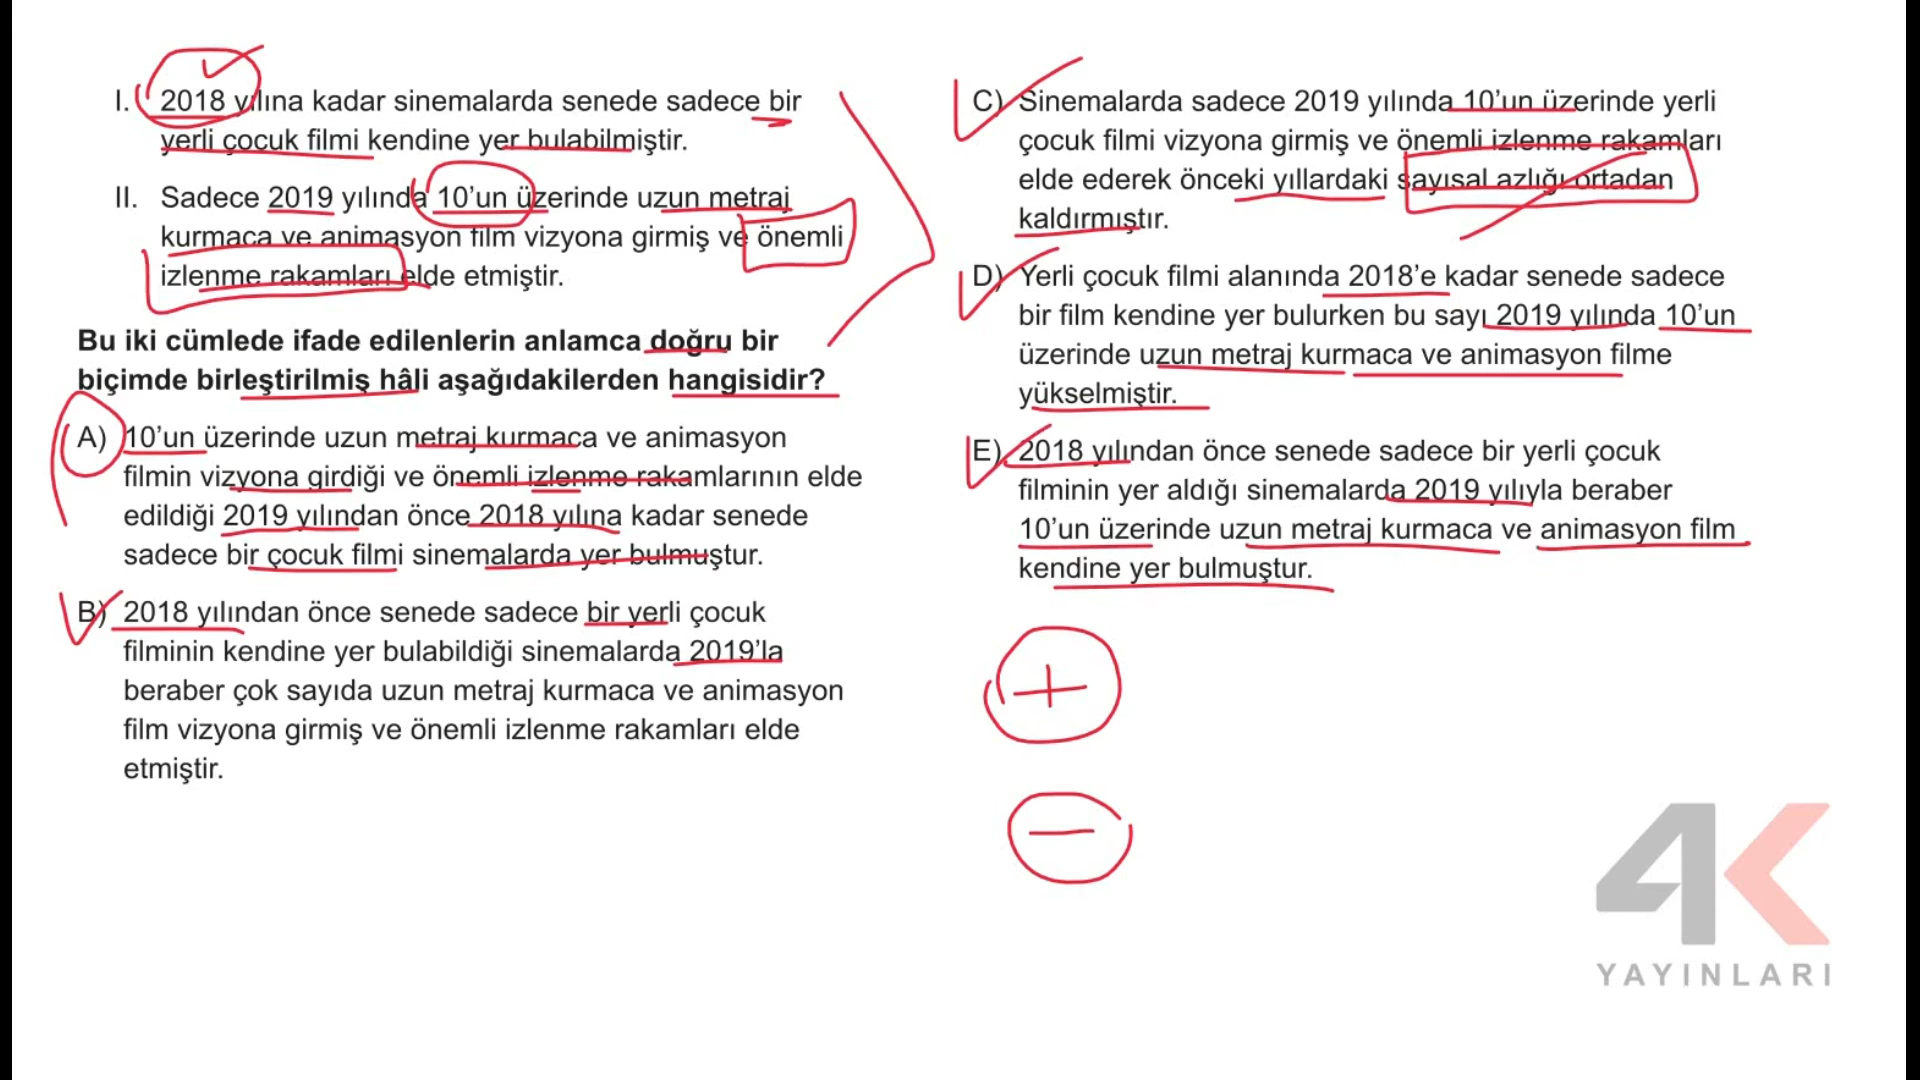 I. 2018 yılına kadar sinemalarda senede sadece bir
yerli çocuk filmi kendine yer bulabilmiştir.
II. Sadece 2019 yılında 10’un üzerinde uzun metraj
kurmaca ve animasyon film vizyona girmiş ve önemli
izlenme rakamları elde etmiştir.
Bu iki cümlede ifade edilenlerin anlamca doğru bir
biçimde birleştirilmiş hâli aşağıdakilerden hangisidir?
A) 10’un üzerinde uzun metraj kurmaca ve animasyon
filmin vizyona girdiği ve önemli izlenme rakamlarının elde
edildiği 2019 yılından önce 2018 yılına kadar senede
sadece bir çocuk filmi sinemalarda yer bulmuştur.
B) 2018 yılından önce senede sadece bir yerli çocuk
filminin kendine yer bulabildiği sinemalarda 2019’la
beraber çok sayıda uzun metraj kurmaca ve animasyon
film vizyona girmiş ve önemli izlenme rakamları elde
etmiştir.
C) Sinemalarda sadece 2019 yılında 10’un üzerinde yerli
çocuk filmi vizyona girmiş ve önemli izlenme rakamları
elde ederek önceki yıllardaki sayısal azlığı ortadan
kaldırmıştır.
D) Yerli çocuk filmi alanında 2018’e kadar senede sadece
bir film kendine yer bulurken bu sayı 2019 yılında 10’un
üzerinde uzun metraj kurmaca ve animasyon filme
yükselmiştir.
E) 2018 yılından önce senede sadece bir yerli çocuk
filminin yer aldığı sinemalarda 2019 yılıyla beraber
10’un üzerinde uzun metraj kurmaca ve animasyon film
kendine yer bulmuştur.
+
−
4K
YAYINLARI